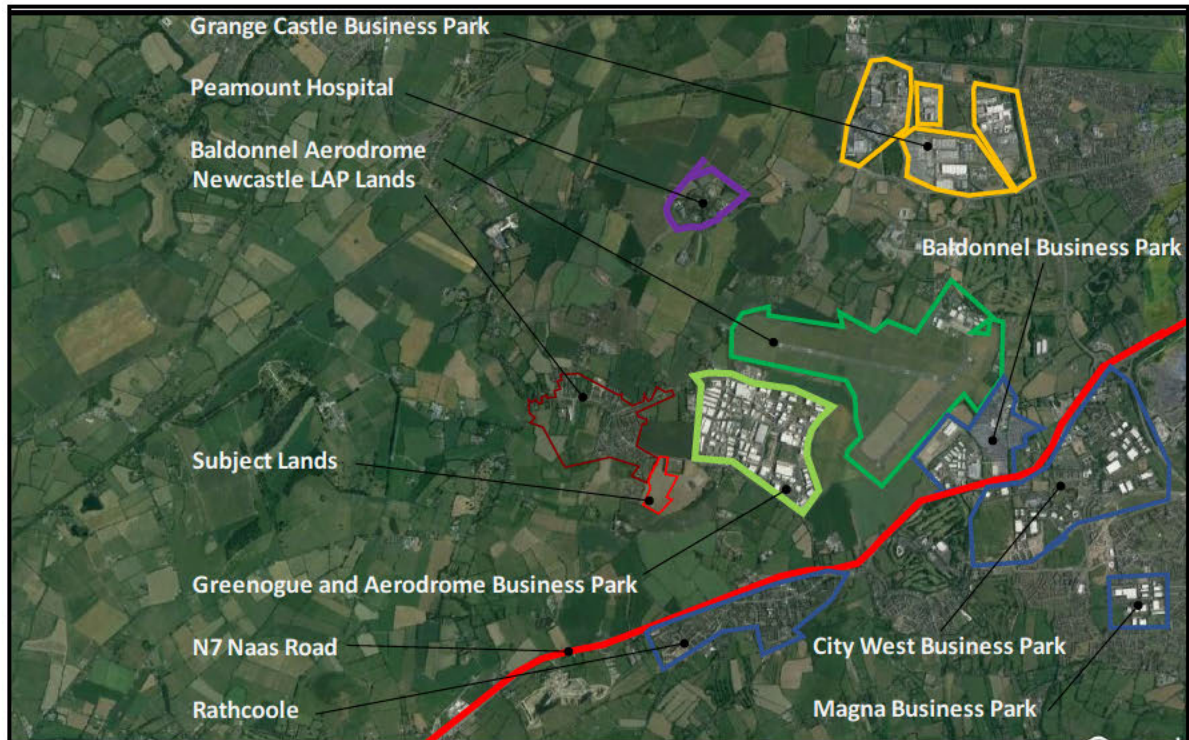 Grange Castle Business Park
Peamount Hospital
Baldonnel Aerodrome
Newcastle LAP Lands
Baldonnel Business Park
Subject Lands
Greenogue and Aerodrome Business Park
N7 Naas Road
City West Business Park
Rathcoole
Magna Business Park